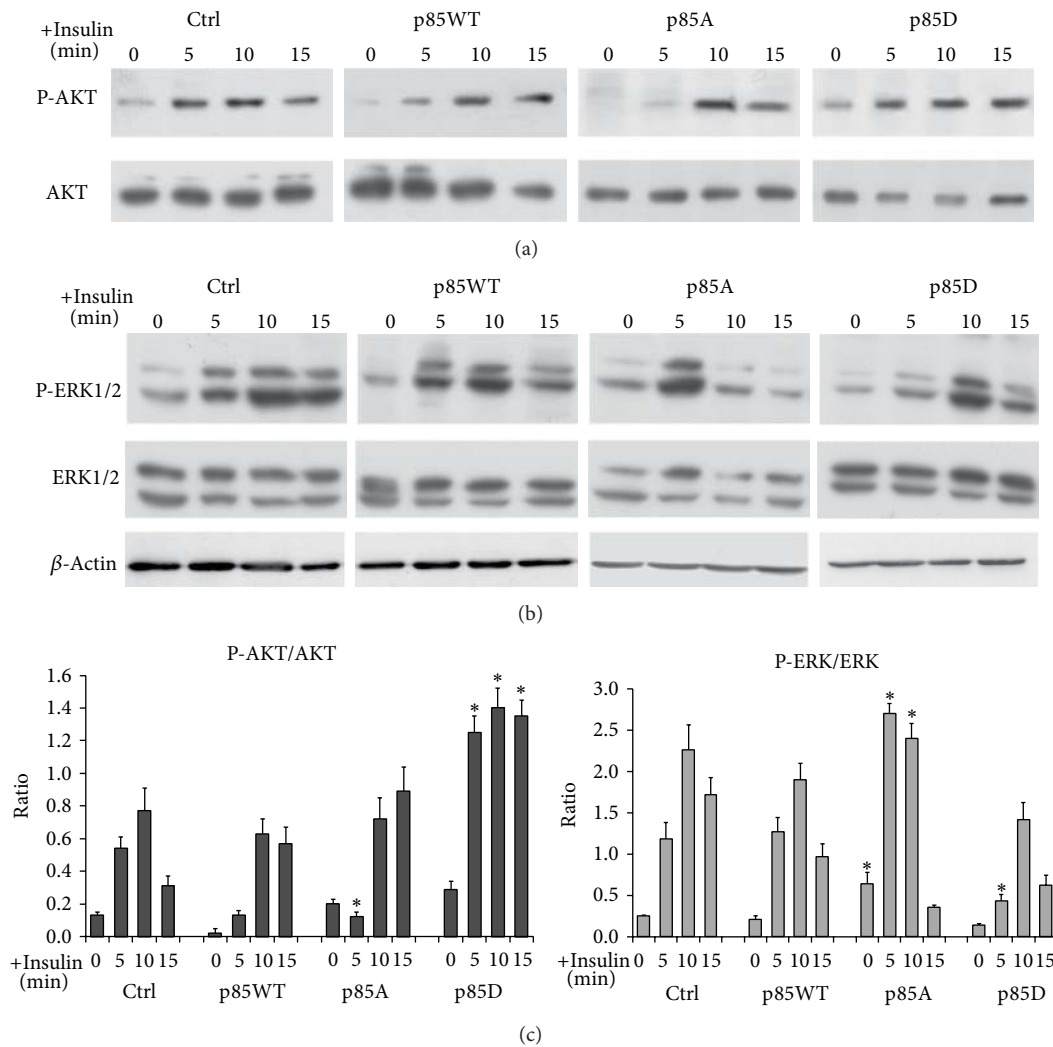 Ctrl p85WT p85A p85D
+Insulin
(min)
0 5 10 15 0 5 10 15 0 5 10 15 0 5 10 15
P-AKT
AKT
(a)
Ctrl p85WT p85A p85D
+Insulin
(min)
0 5 10 15 0 5 10 15 0 5 10 15 0 5 10 15
P-ERK1/2
ERK1/2
β-Actin
(b)
P-AKT/AKT
1.6
1.4
1.2
1.0
0.8
0.6
0.4
0.2
0.0
Ratio
* * * *
+Insulin
(min)
0 5 10 15 0 5 10 15 0 5 10 15 0 5 10 15
Ctrl p85WT p85A p85D
P-ERK/ERK
3.0
2.5
2.0
1.5
1.0
0.5
0.0
Ratio
* * * *
+Insulin
(min)
0 5 10 15 0 5 10 15 0 5 10 15 0 5 10 15
Ctrl p85WT p85A p85D
(c)